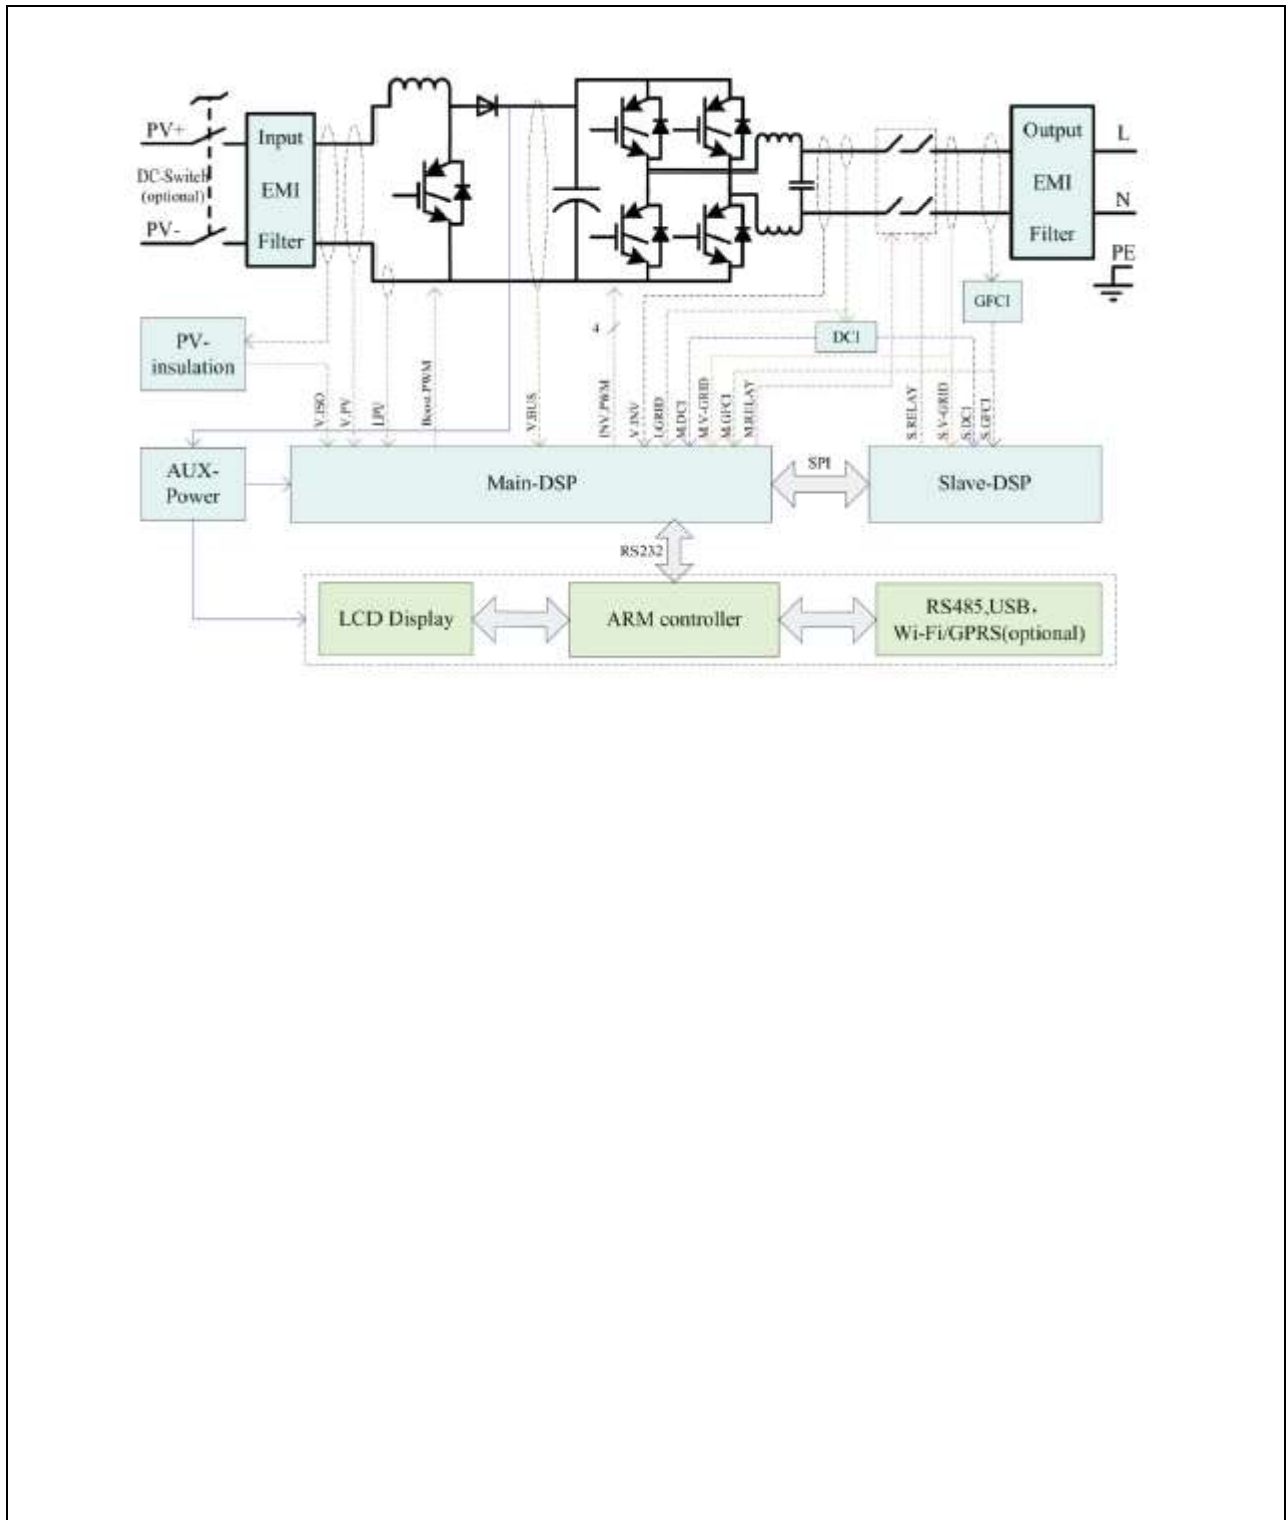 PV+
DC-Switch
(optional)
PV-
Input
EMI
Filter
Output
EMI
Filter
L
N
PE
GFCI
DCI
PV-
insulation
4
V.ISO
V.PV
I.PV
Boost.PWM
V.BUS
INV.PWM
V.INV
I.GRID
M.DCI
M.V-GRID
M.GFCI
M.RELAY
S.RELAY
S.V-GRID
S.DCI
S.GFCI
AUX-
Power
Main-DSP
SPI
Slave-DSP
RS232
LCD Display
ARM controller
RS485,USB,
Wi-Fi/GPRS(optional)